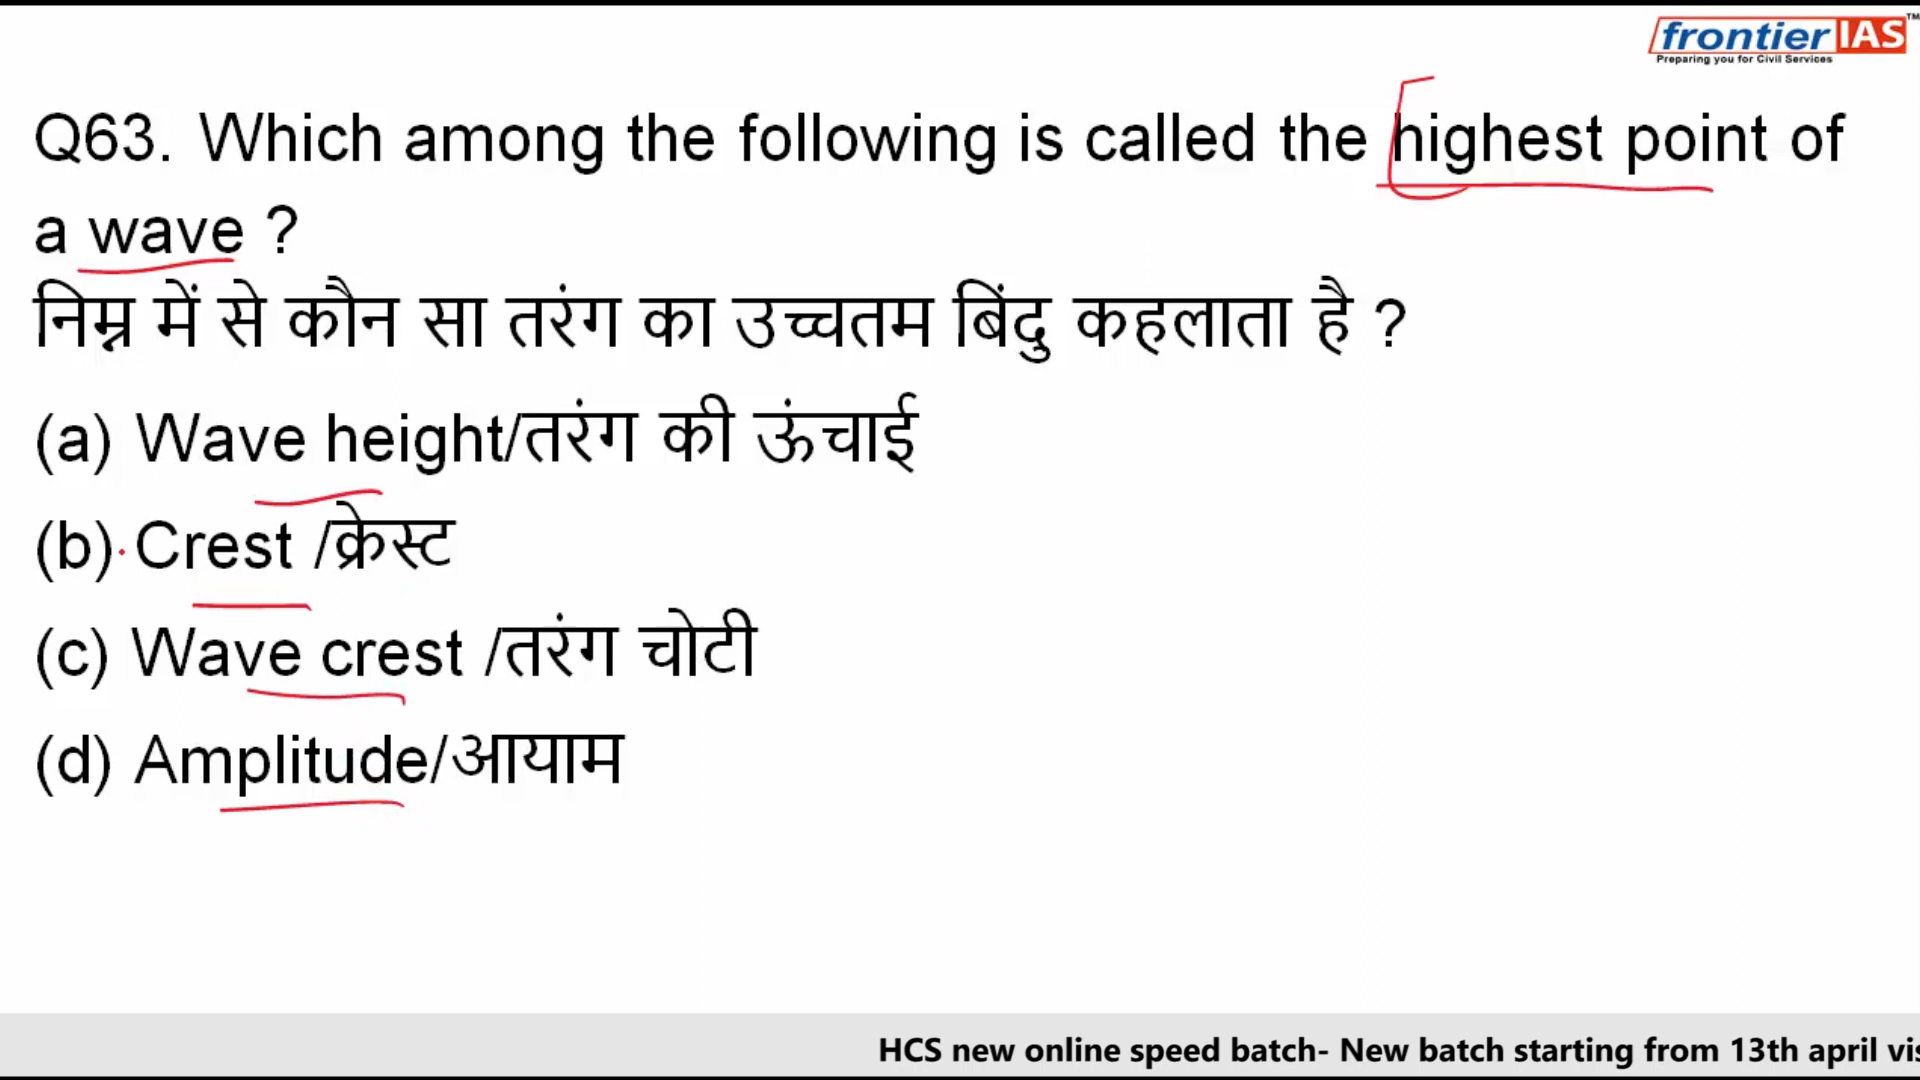 frontier IAS™
Preparing you for Civil Services
Q63. Which among the following is called the highest point of
a wave ?
निम्न में से कौन सा तरंग का उच्चतम बिंदु कहलाता है ?
(a) Wave height/तरंग की ऊंचाई
(b) Crest /क्रेस्ट
(c) Wave crest /तरंग चोटी
(d) Amplitude/आयाम
HCS new online speed batch- New batch starting from 13th april